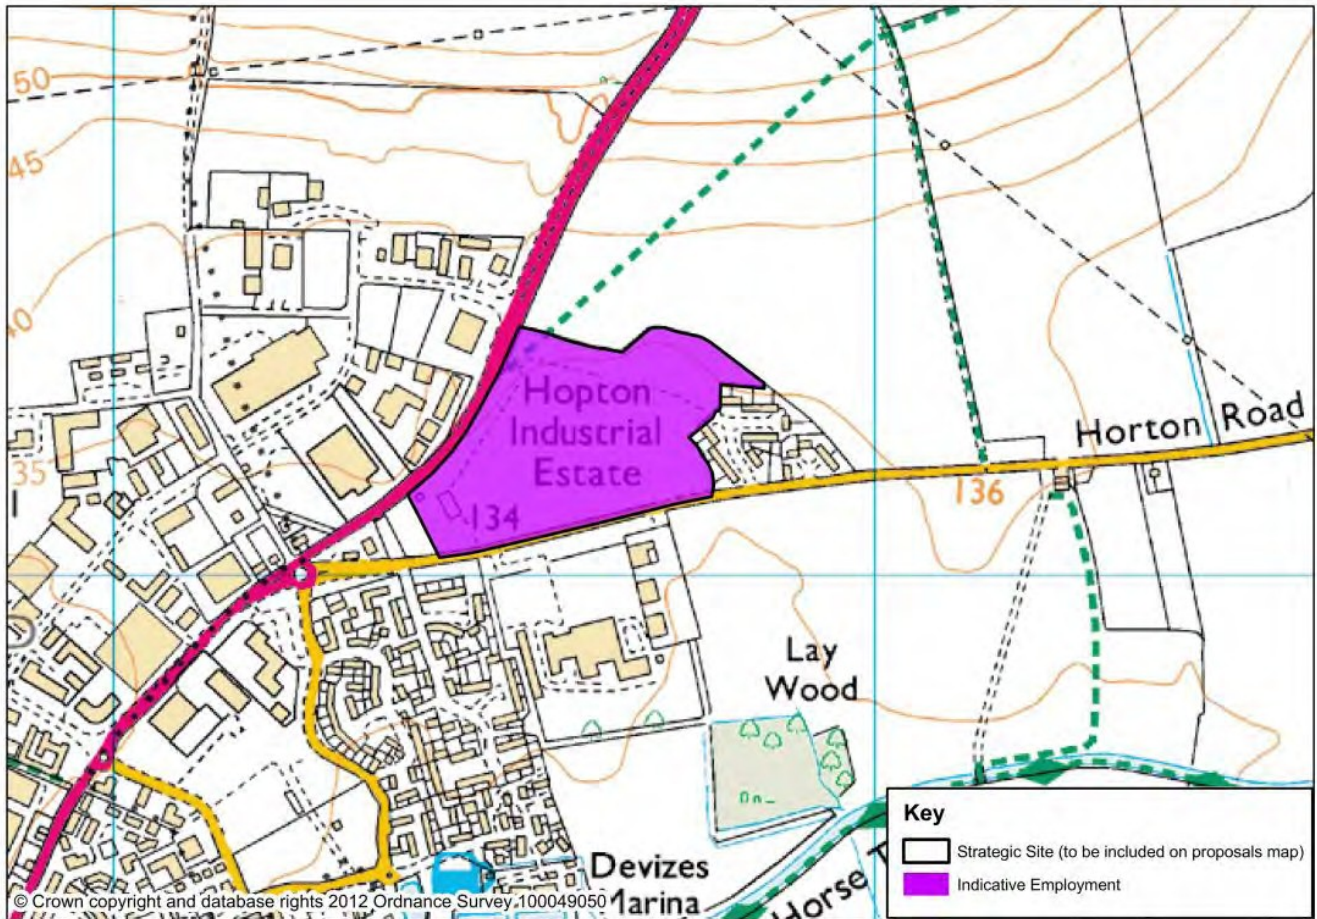 50
45
40
35
Hopton
Industrial
Estate
134
Horton Road
136
Lay
Wood
Devizes
Marina
Horse
Key
Strategic Site (to be included on proposals map)
Indicative Employment
© Crown copyright and database rights 2012 Ordnance Survey 100049050